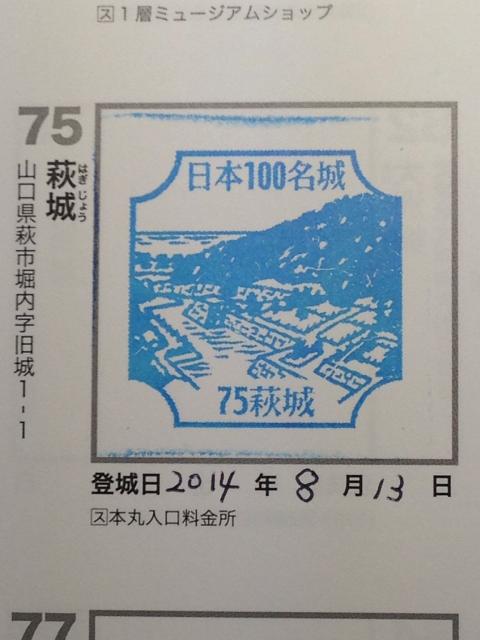 ス1層ミュージアムショップ
75
萩城
はぎじょう
山口県萩市堀内字旧城1-1
日本100名城
75萩城
登城日2014年8月13日
ス本丸入口料金所
77